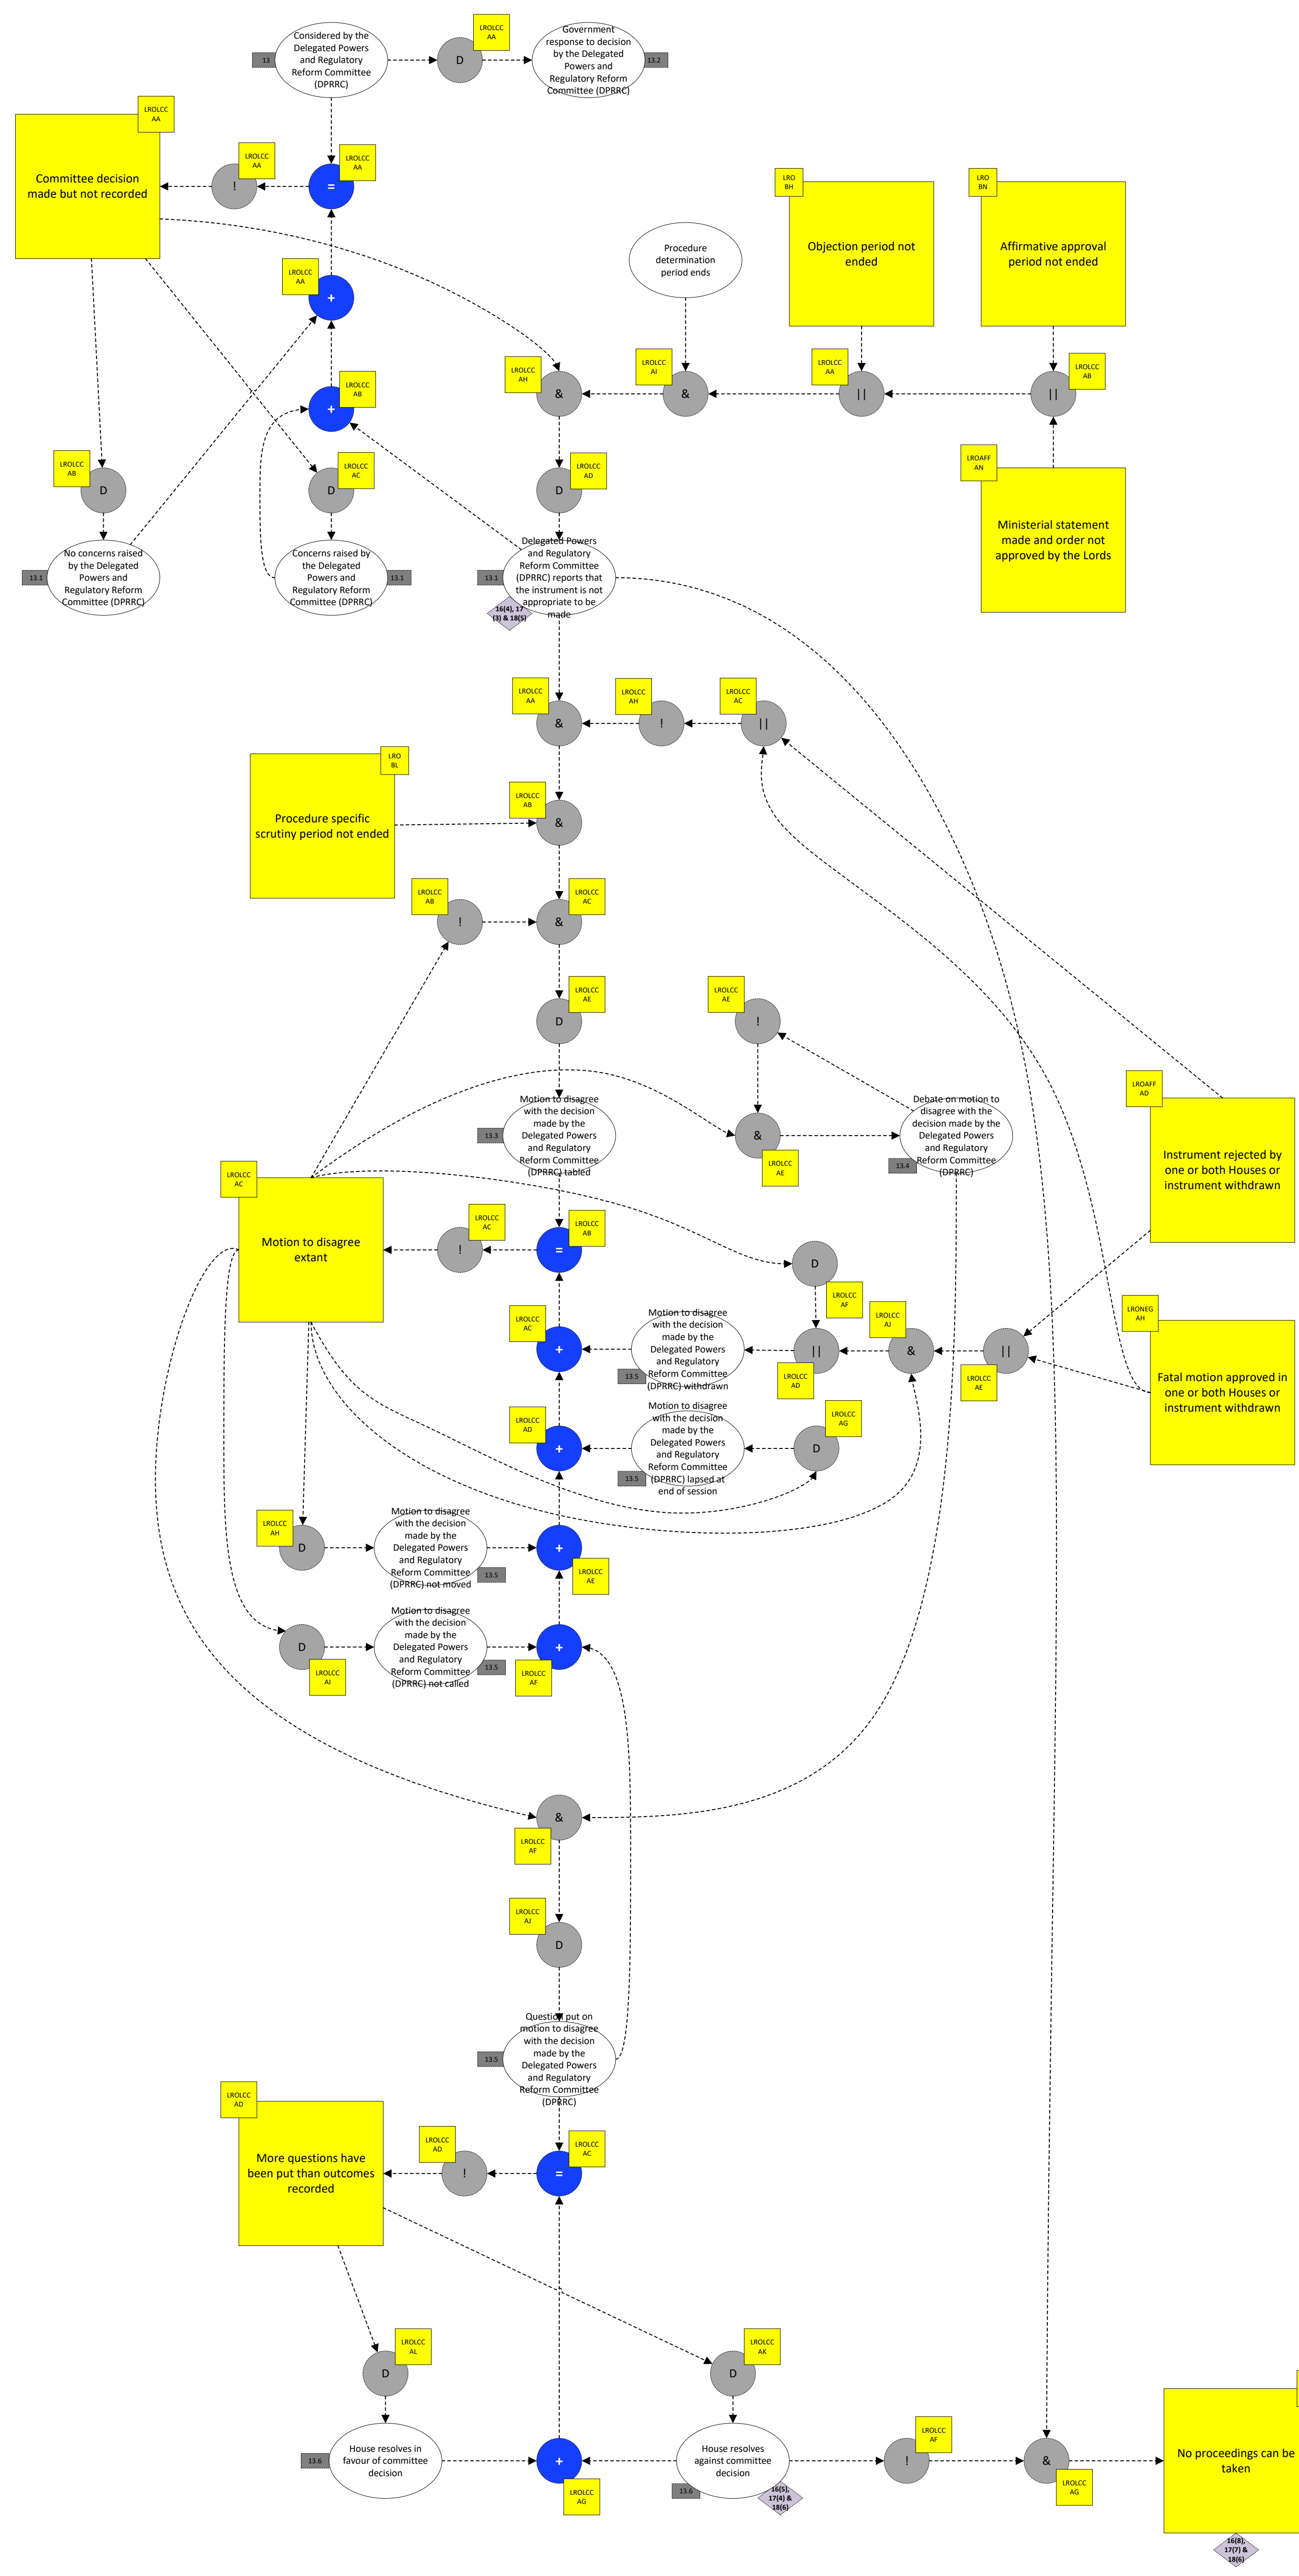 Considered by the
Delegated Powers
and Regulatory
Reform Committee
(DPRRC)
13
D
LROLCC
AA
Government
response to decision
by the Delegated
Powers and
Regulatory Reform
Committee (DPRRC)
13.2
LROLCC
AA
Committee decision
made but not recorded
!
LROLCC
AA
=
LROLCC
AA
+
LROLCC
AA
+
LROLCC
AB
Procedure
determination
period ends
LRO
BH
Objection period not
ended
LRO
BN
Affirmative approval
period not ended
LROLCC
AH
&
LROLCC
AI
&
LROLCC
AA
||
LROLCC
AB
||
LROAFF
AN
Ministerial statement
made and order not
approved by the Lords
LROLCC
AB
D
LROLCC
AC
D
LROLCC
AD
D
13.1
No concerns raised
by the Delegated
Powers and
Regulatory Reform
Committee (DPRRC)
Concerns raised by
the Delegated
Powers and
Regulatory Reform
Committee (DPRRC)
13.1
13.1
Delegated Powers
and Regulatory
Reform Committee
(DPRRC) reports that
the instrument is not
appropriate to be
made
16(4), 17
(3) & 18(5)
LROLCC
AA
&
LROLCC
AH
!
LROLCC
AC
||
LRO
BL
Procedure specific
scrutiny period not ended
LROLCC
AB
&
LROLCC
AB
!
LROLCC
AC
&
LROLCC
AE
D
LROLCC
AE
!
13.3
Motion to disagree
with the decision
made by the
Delegated Powers
and Regulatory
Reform Committee
(DPRRC) tabled
&
LROLCC
AE
Debate on motion to
disagree with the
decision made by the
Delegated Powers
and Regulatory
Reform Committee
(DPRRC)
13.4
LROAFF
AD
Instrument rejected by
one or both Houses or
instrument withdrawn
LROLCC
AC
Motion to disagree
extant
!
LROLCC
AC
=
LROLCC
AB
D
LROLCC
AF
LROLCC
AC
+
Motion to disagree
with the decision
made by the
Delegated Powers
and Regulatory
Reform Committee
(DPRRC) withdrawn
13.5
||
LROLCC
AD
LROLCC
AJ
&
||
LROLCC
AE
LRONEG
AH
Fatal motion approved in
one or both Houses or
instrument withdrawn
LROLCC
AD
+
Motion to disagree
with the decision
made by the
Delegated Powers
and Regulatory
Reform Committee
(DPRRC) lapsed at
end of session
13.5
D
LROLCC
AG
LROLCC
AH
D
Motion to disagree
with the decision
made by the
Delegated Powers
and Regulatory
Reform Committee
(DPRRC) not moved
13.5
+
LROLCC
AE
D
LROLCC
AI
Motion to disagree
with the decision
made by the
Delegated Powers
and Regulatory
Reform Committee
(DPRRC) not called
13.5
+
LROLCC
AF
&
LROLCC
AF
LROLCC
AJ
D
13.5
Question put on
motion to disagree
with the decision
made by the
Delegated Powers
and Regulatory
Reform Committee
(DPRRC)
LROLCC
AD
More questions have
been put than outcomes
recorded
LROLCC
AD
!
=
LROLCC
AC
D
LROLCC
AL
D
LROLCC
AK
13.6
House resolves in
favour of committee
decision
+
LROLCC
AG
House resolves
against committee
decision
13.6
16(5),
17(4) &
18(6)
!
LROLCC
AF
&
LROLCC
AG
No proceedings can be
taken
16(8),
17(7) &
18(6)